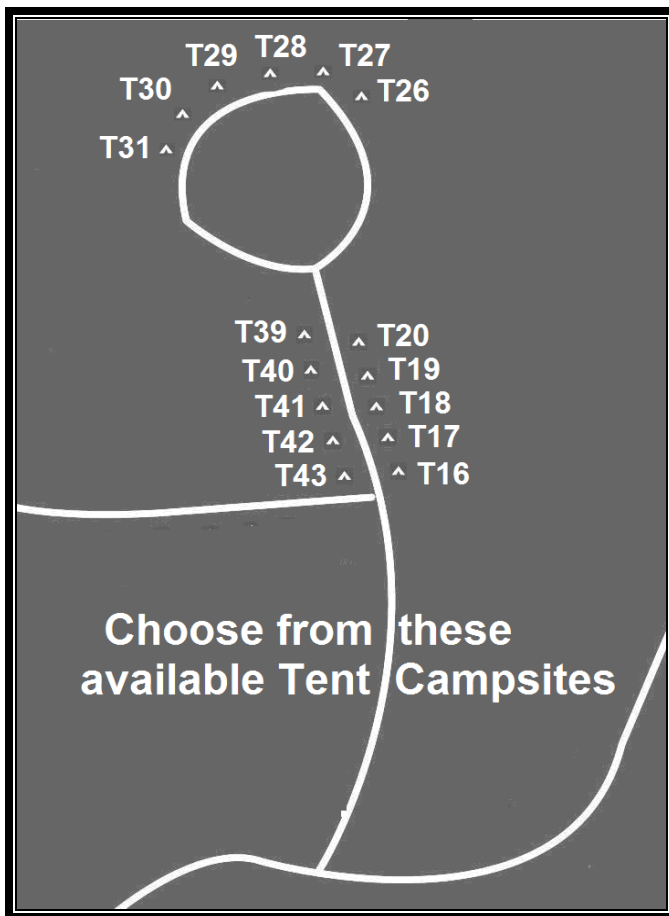 T28
T29 T27
T30 T26
T31
T39 T20
T40 T19
T41 T18
T42 T17
T43 T16
Choose from these
available Tent Campsites